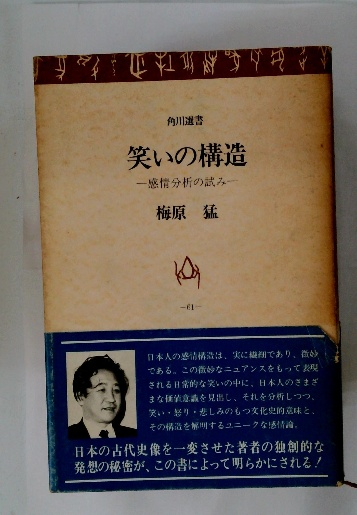 角川選書
笑いの構造
—感情分析の試み—
梅原 猛
—61—
日本人の感情構造は、実に繊細であり、微妙
である。この微妙なニュアンスをもって表現
される日常的な笑いの中に、日本人のさまざ
まな価値意識を見出し、それを分析しつつ、
笑い・怒り・悲しみのもつ文化史的意味と、
その構造を解明するユニークな感情論。
日本の古代史像を一変させた著者の独創的な
発想の秘密が、この書によって明らかにされる!